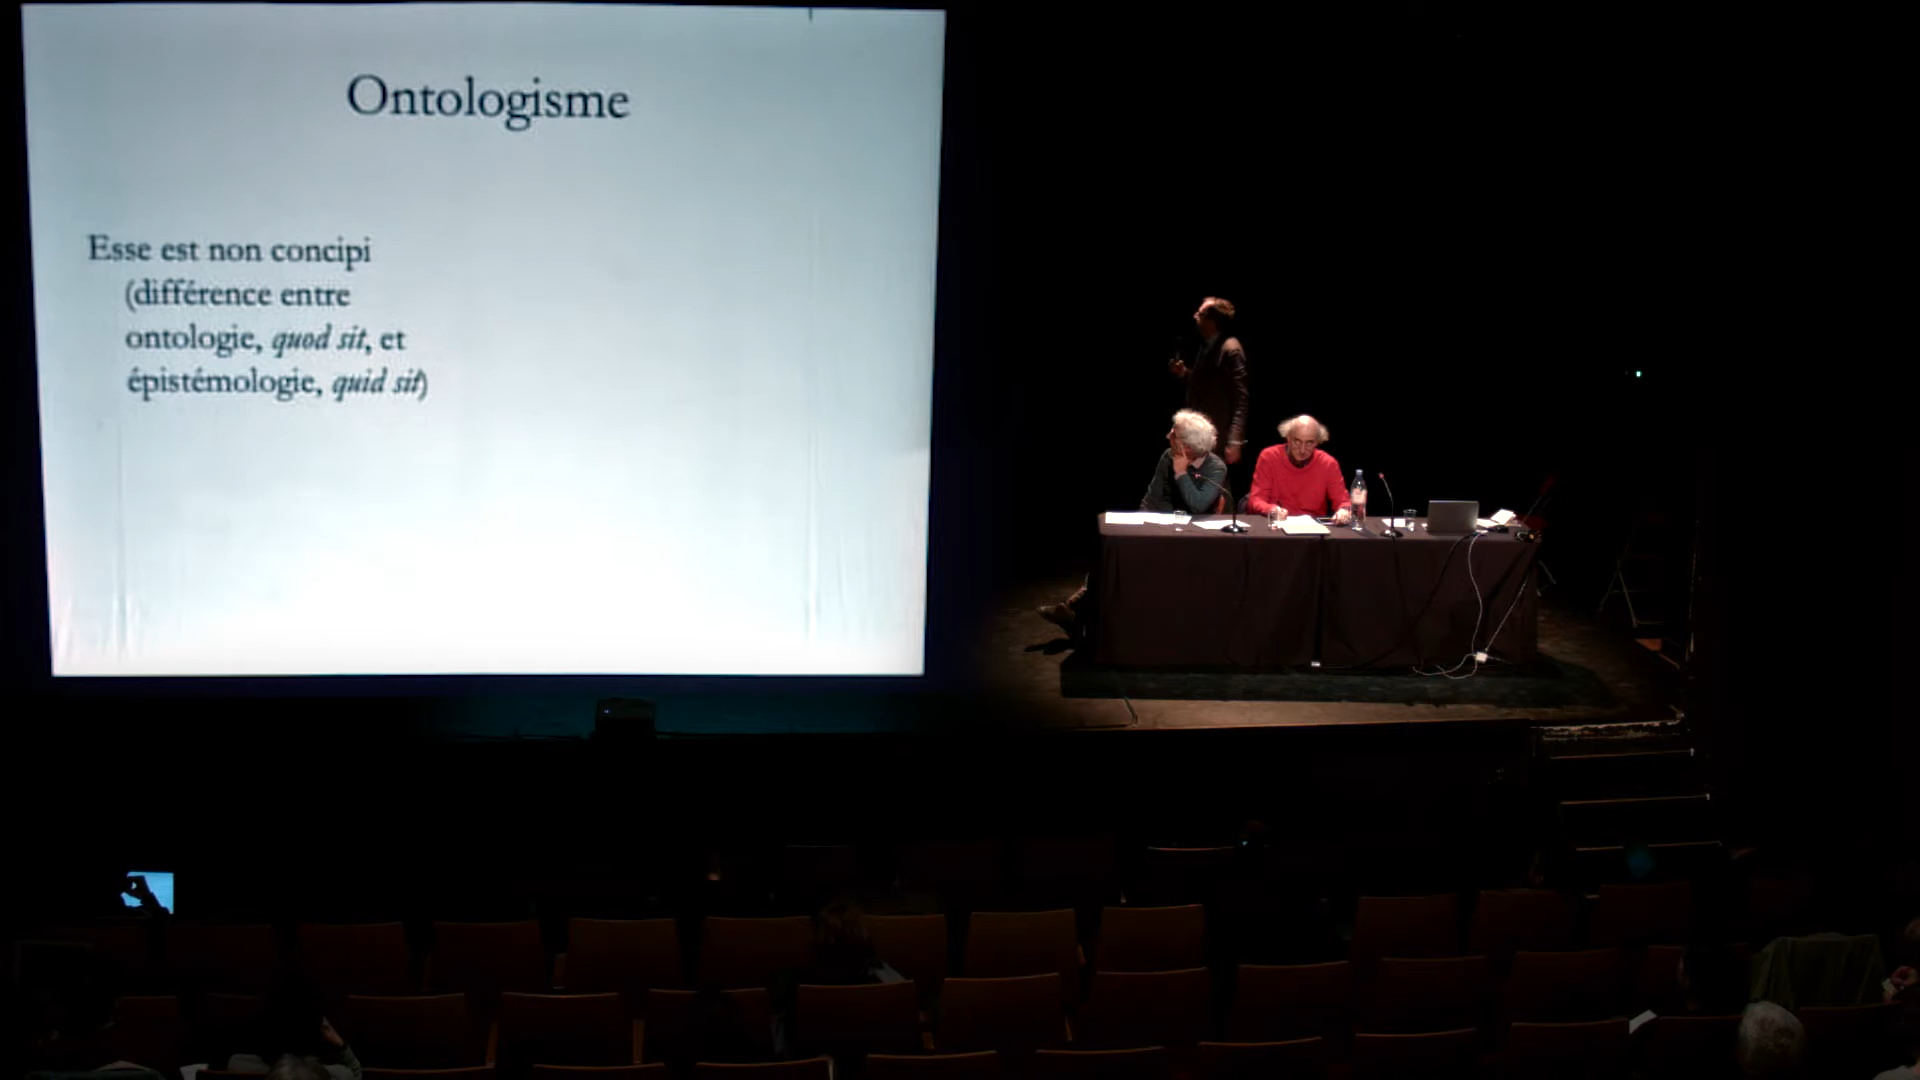 Ontologisme
Esse est non concipi
(différence entre
ontologie, quod sit, et
épistémologie, quid sit)